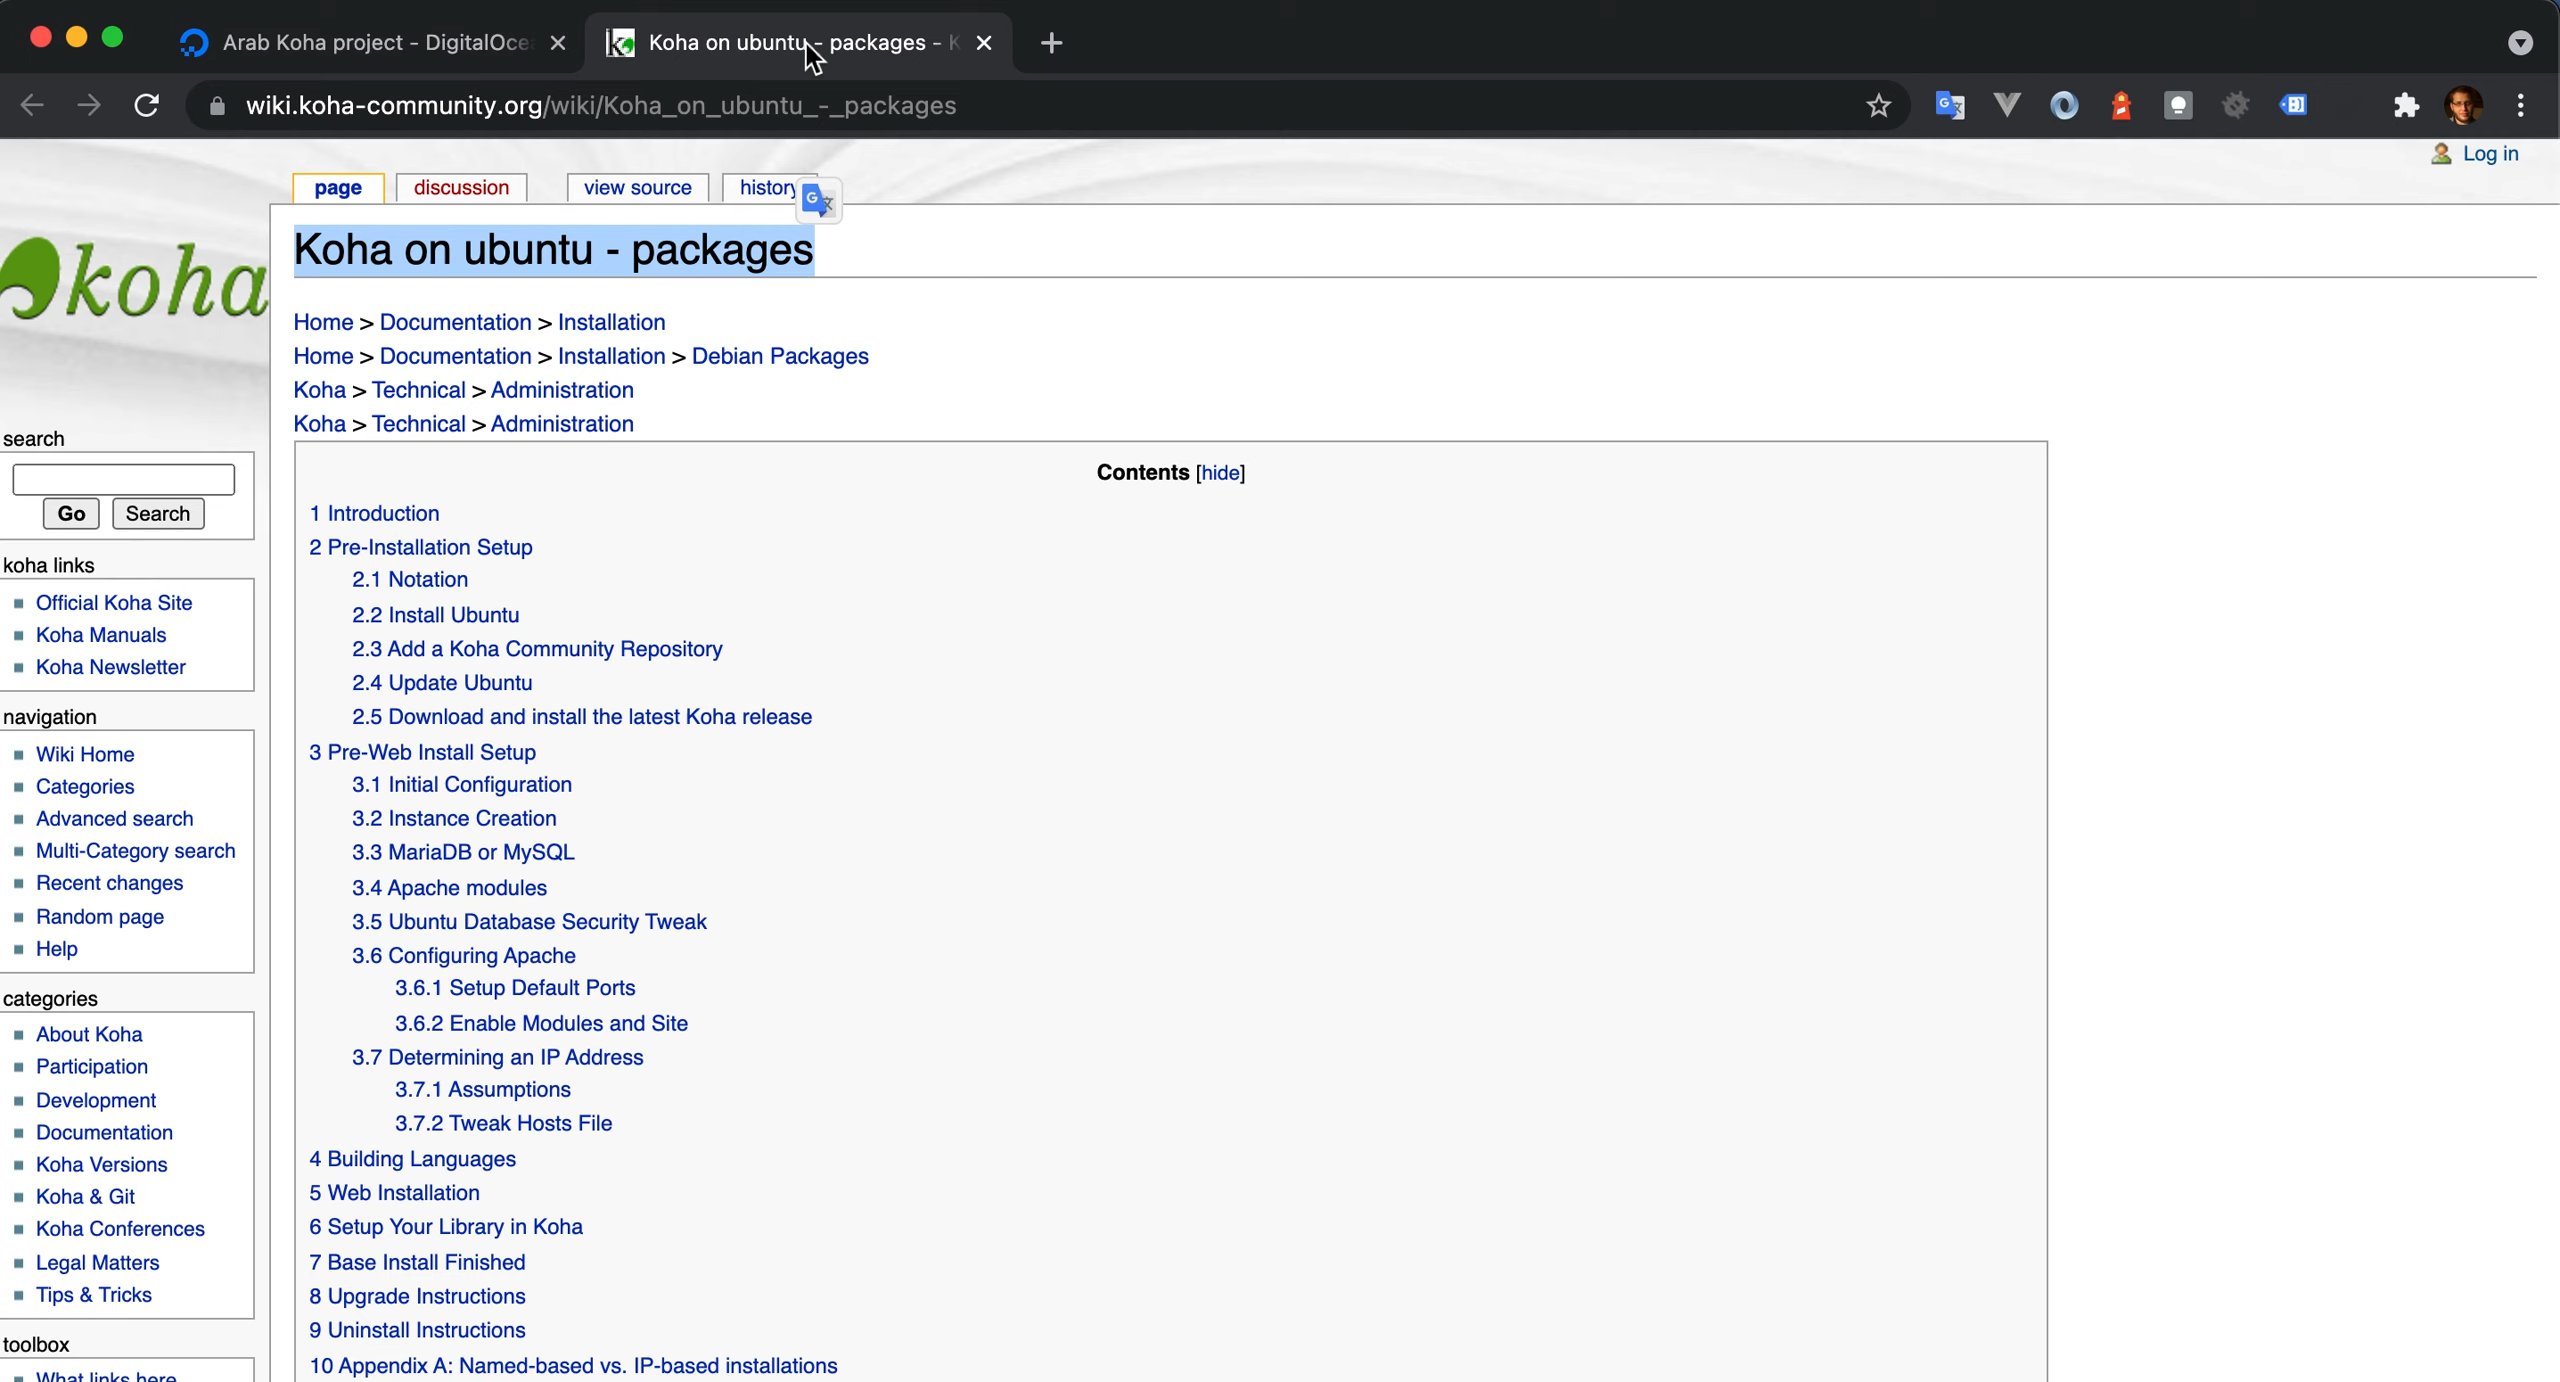 Arab Koha project - DigitalOce
Koha on ubuntu - packages - K
wiki.koha-community.org/wiki/Koha_on_ubuntu_-_packages
Log in
page
discussion
view source
history
koha
Koha on ubuntu - packages
Home > Documentation > Installation
Home > Documentation > Installation > Debian Packages
Koha > Technical > Administration
Koha > Technical > Administration
search
Go
Search
koha links
Official Koha Site
Koha Manuals
Koha Newsletter
navigation
Wiki Home
Categories
Advanced search
Multi-Category search
Recent changes
Random page
Help
categories
About Koha
Participation
Development
Documentation
Koha Versions
Koha & Git
Koha Conferences
Legal Matters
Tips & Tricks
toolbox
What links here
Contents [hide]
1 Introduction
2 Pre-Installation Setup
2.1 Notation
2.2 Install Ubuntu
2.3 Add a Koha Community Repository
2.4 Update Ubuntu
2.5 Download and install the latest Koha release
3 Pre-Web Install Setup
3.1 Initial Configuration
3.2 Instance Creation
3.3 MariaDB or MySQL
3.4 Apache modules
3.5 Ubuntu Database Security Tweak
3.6 Configuring Apache
3.6.1 Setup Default Ports
3.6.2 Enable Modules and Site
3.7 Determining an IP Address
3.7.1 Assumptions
3.7.2 Tweak Hosts File
4 Building Languages
5 Web Installation
6 Setup Your Library in Koha
7 Base Install Finished
8 Upgrade Instructions
9 Uninstall Instructions
10 Appendix A: Named-based vs. IP-based installations